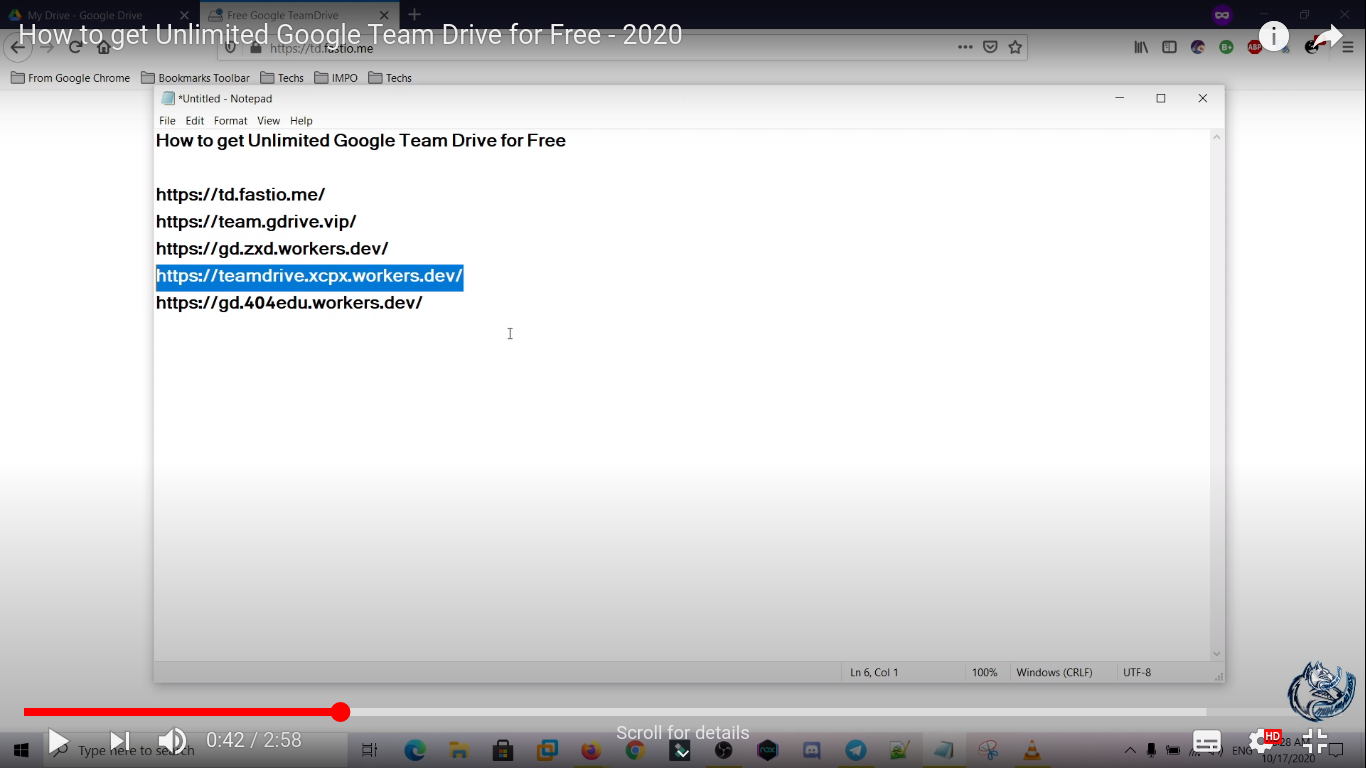 My Drive - Google Drive
Free Google TeamDrive
How to get Unlimited Google Team Drive for Free - 2020
https://td.fastio.me
From Google Chrome
Bookmarks Toolbar
Techs
IMPO
Techs
*Untitled - Notepad
File Edit Format View Help
How to get Unlimited Google Team Drive for Free
https://td.fastio.me/
https://team.gdrive.vip/
https://gd.zxd.workers.dev/
https://teamdrive.xcpx.workers.dev/
https://gd.404edu.workers.dev/
Ln 6, Col 1
100%
Windows (CRLF)
UTF-8
0:42 / 2:58
Scroll for details
HD
Type here to search
ENG
28 AM
10/17/2020